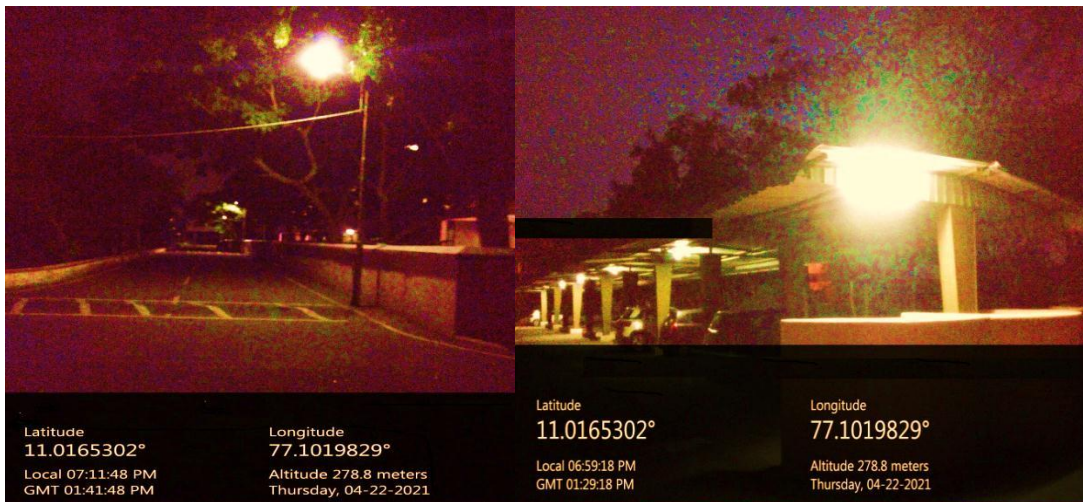 Latitude
11.0165302°
Longitude
77.1019829°
Local 07:11:48 PM
GMT 01:41:48 PM
Altitude 278.8 meters
Thursday, 04-22-2021
Latitude
11.0165302°
Longitude
77.1019829°
Local 06:59:18 PM
GMT 01:29:18 PM
Altitude 278.8 meters
Thursday, 04-22-2021